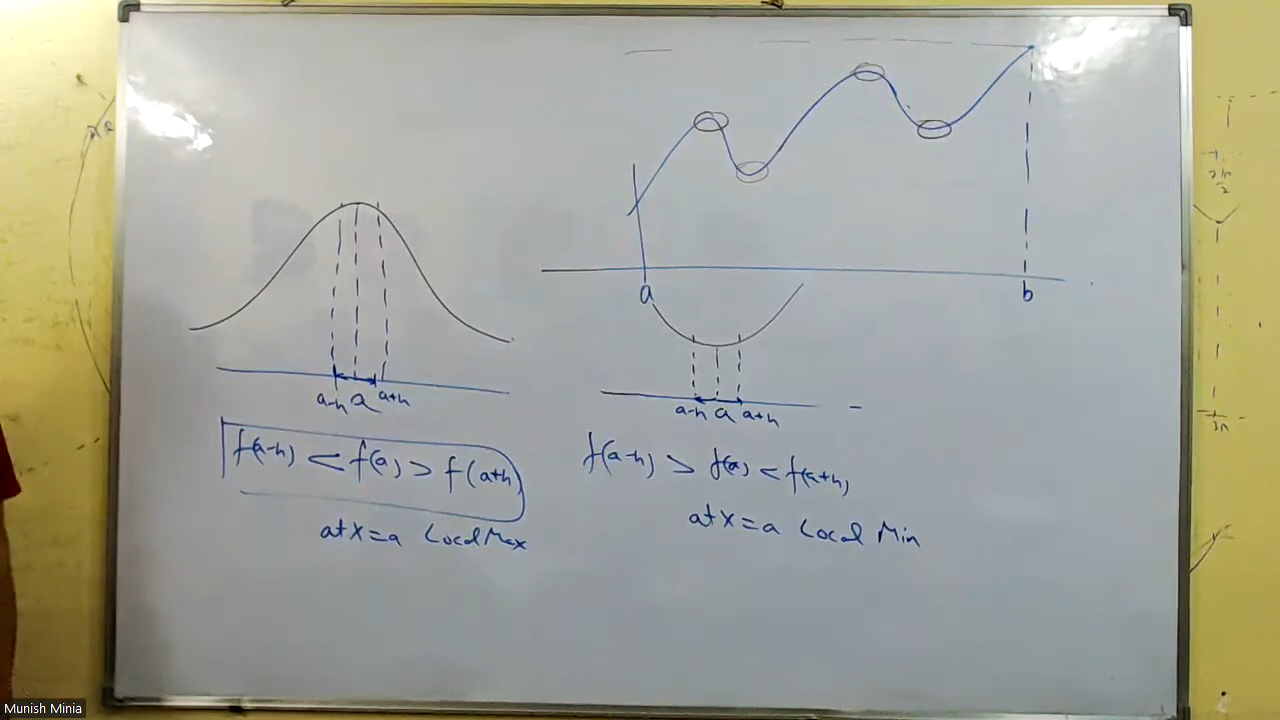 a b
a-h a a+h
f(a-h) < f(a) > f(a+h)
at x=a Local Max
a-h a a+h
f(a-h) > f(a) < f(a+h)
at x=a Local Min
Munish Minia